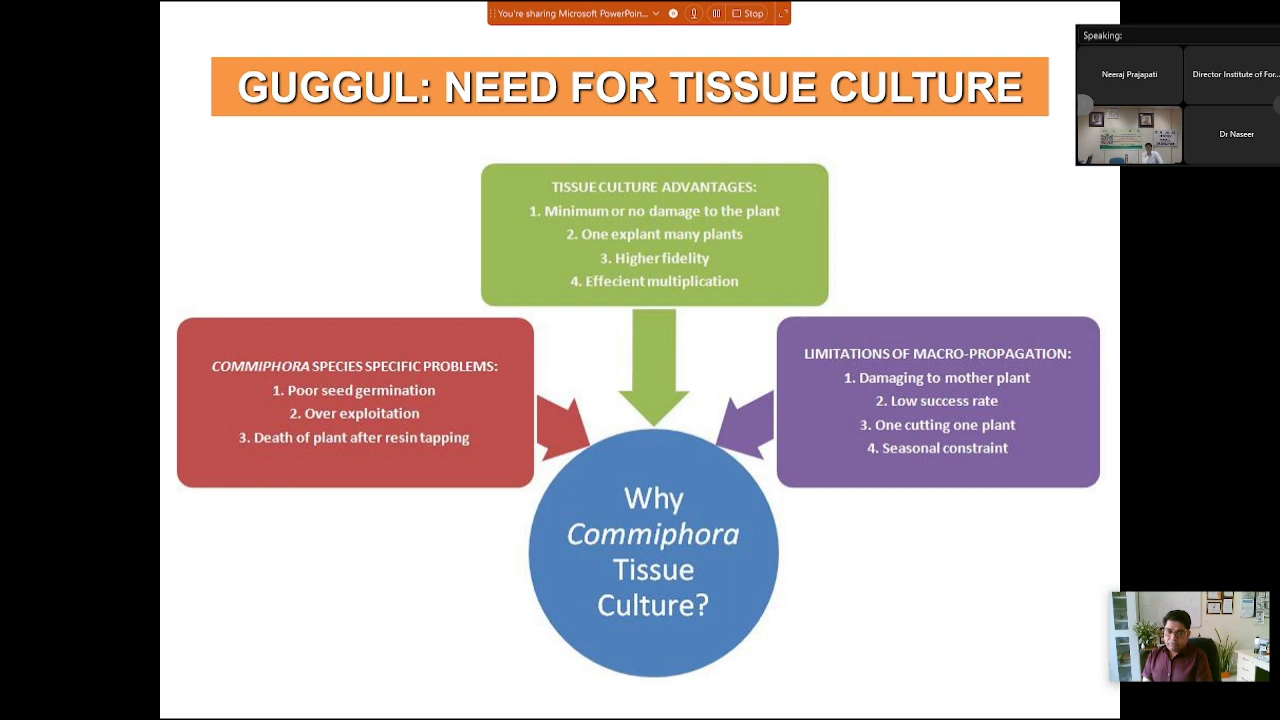 You're sharing Microsoft PowerPoin...
Stop
Speaking:
Neeraj Prajapati
Director Institute of For...
Dr Naseer
GUGGUL: NEED FOR TISSUE CULTURE
TISSUE CULTURE ADVANTAGES:
1. Minimum or no damage to the plant
2. One explant many plants
3. Higher fidelity
4. Effecient multiplication
COMMIPHORA SPECIES SPECIFIC PROBLEMS:
1. Poor seed germination
2. Over exploitation
3. Death of plant after resin tapping
LIMITATIONS OF MACRO-PROPAGATION:
1. Damaging to mother plant
2. Low success rate
3. One cutting one plant
4. Seasonal constraint
Why
Commiphora
Tissue
Culture?